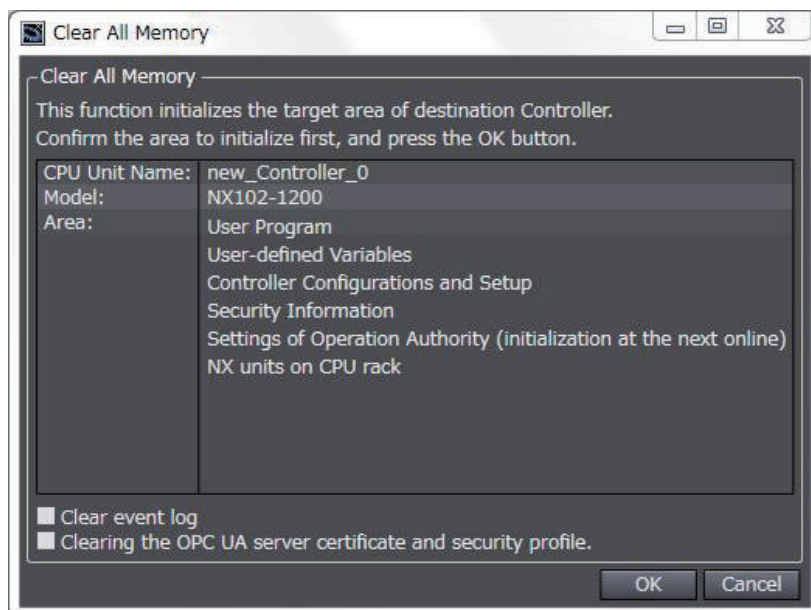 Clear All Memory
Clear All Memory
This function initializes the target area of destination Controller.
Confirm the area to initialize first, and press the OK button.
CPU Unit Name: new_Controller_0
Model: NX102-1200
Area: User Program
User-defined Variables
Controller Configurations and Setup
Security Information
Settings of Operation Authority (initialization at the next online)
NX units on CPU rack
Clear event log
Clearing the OPC UA server certificate and security profile.
OK Cancel